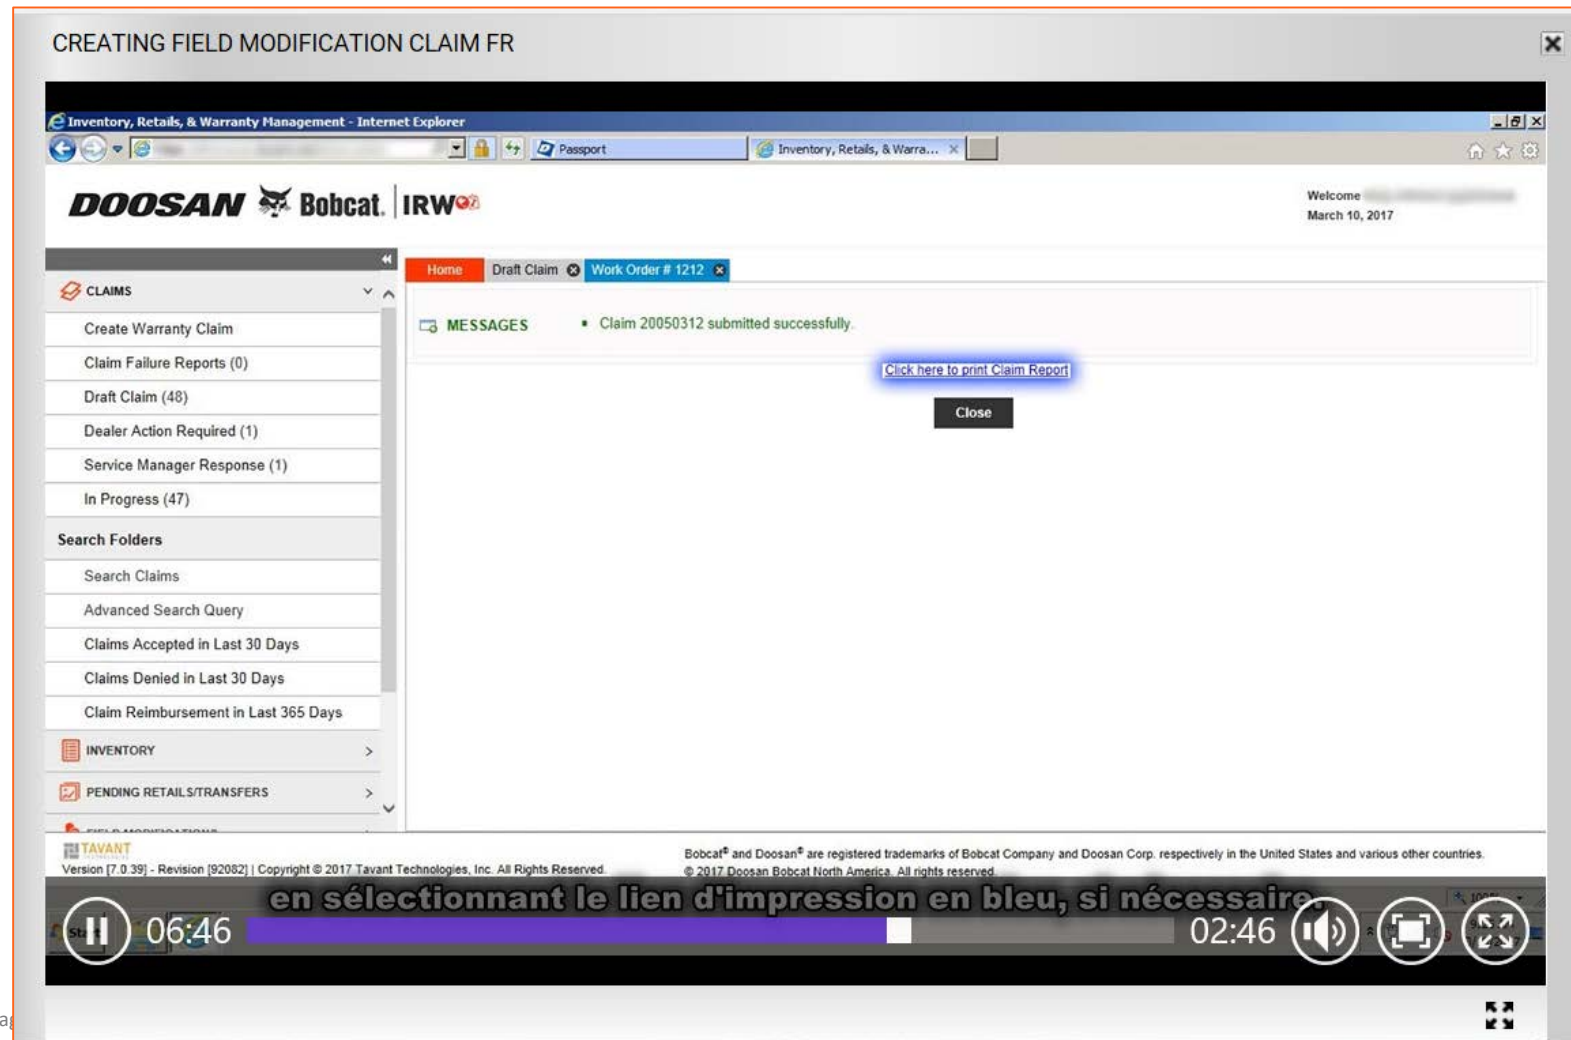 CREATING FIELD MODIFICATION CLAIM FR
Inventory, Retails, & Warranty Management - Internet Explorer
Passport
Inventory, Retails, & Warra...
DOOSAN Bobcat. IRW
Welcome
March 10, 2017
Home
Draft Claim
Work Order # 1212
CLAIMS
Create Warranty Claim
Claim Failure Reports (0)
Draft Claim (48)
Dealer Action Required (1)
Service Manager Response (1)
In Progress (47)
Search Folders
Search Claims
Advanced Search Query
Claims Accepted in Last 30 Days
Claims Denied in Last 30 Days
Claim Reimbursement in Last 365 Days
INVENTORY
PENDING RETAILS/TRANSFERS
MESSAGES
Claim 20050312 submitted successfully.
Click here to print Claim Report
Close
TAVANT
Version [7.0.39] - Revision [92082] | Copyright © 2017 Tavant Technologies, Inc. All Rights Reserved.
Bobcat® and Doosan® are registered trademarks of Bobcat Company and Doosan Corp. respectively in the United States and various other countries.
© 2017 Doosan Bobcat North America. All rights reserved.
en sélectionnant le lien d'impression en bleu, si nécessaire,
06:46
02:46